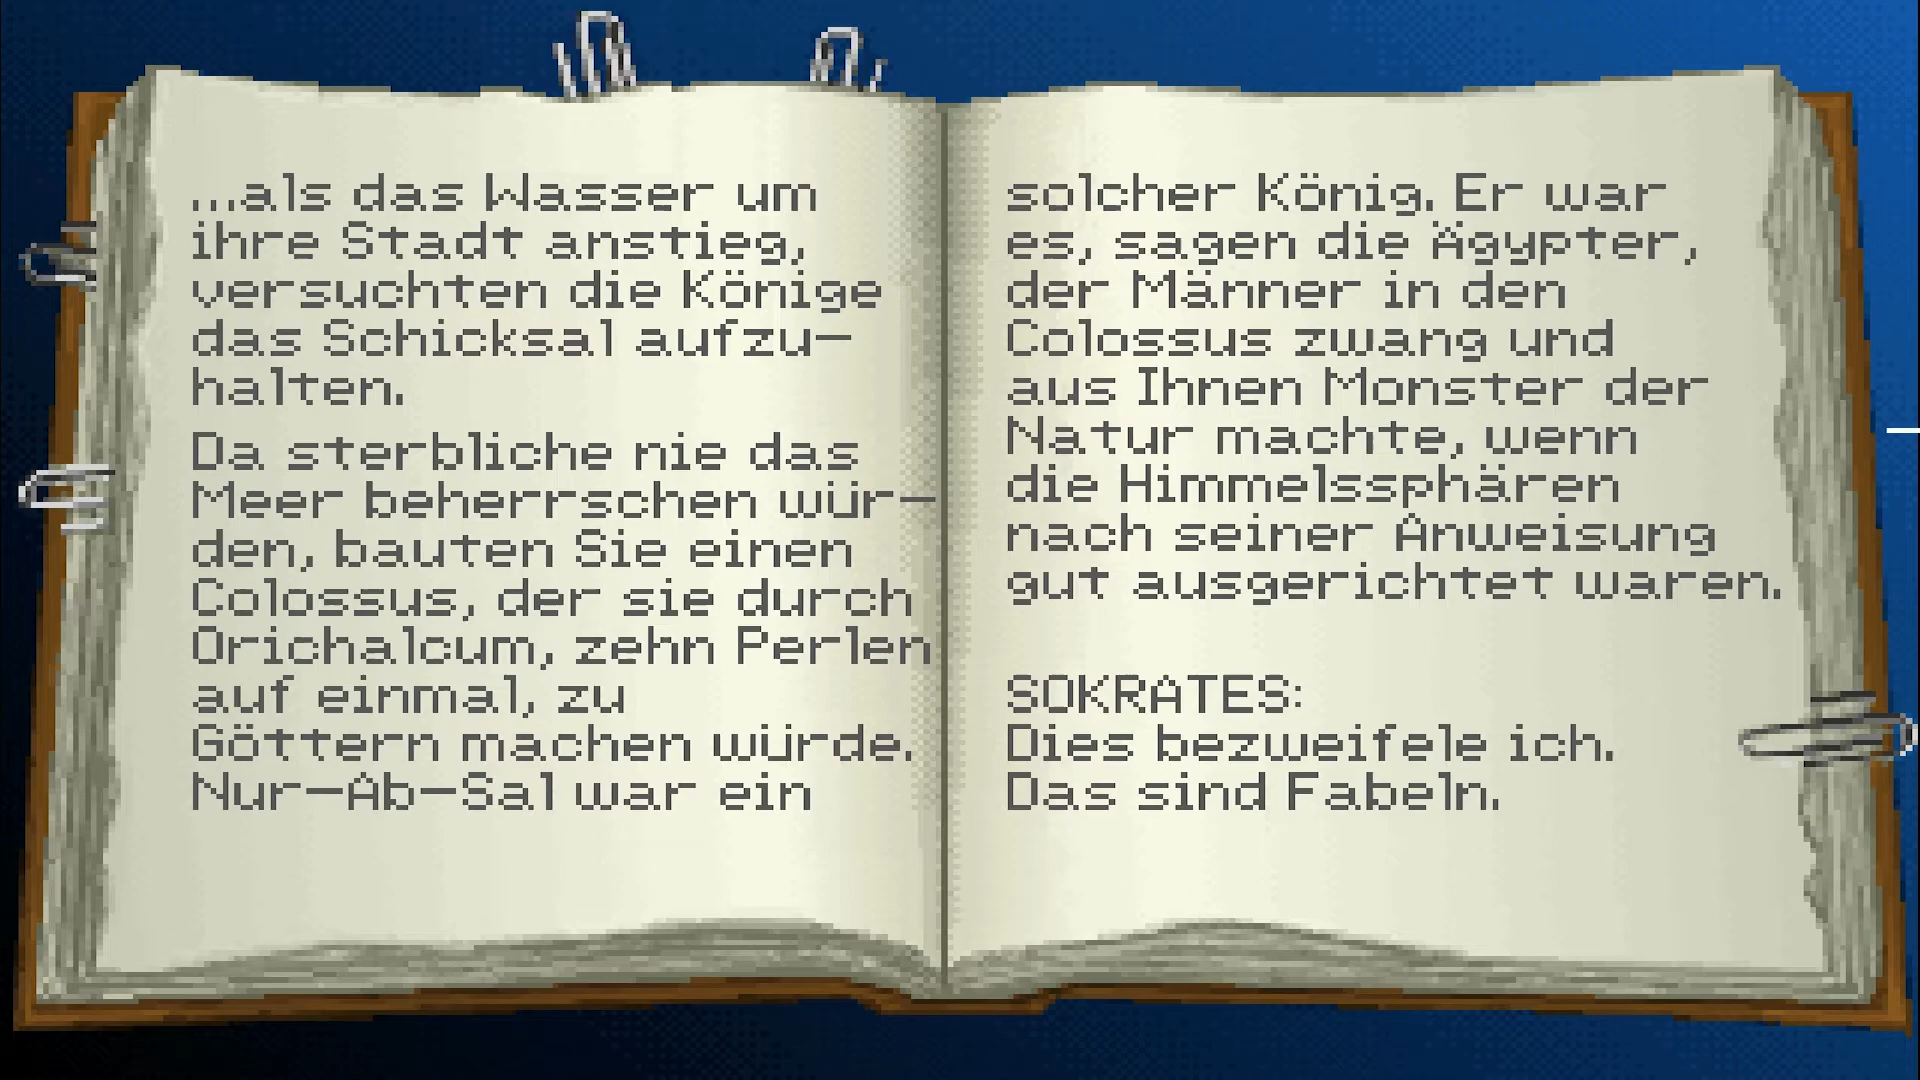 ...als das Wasser um
ihre Stadt anstieg,
versuchten die Könige
das Schicksal aufzu-
halten.
Da sterbliche nie das
Meer beherrschen wür-
den, bauten Sie einen
Colossus, der sie durch
Orichalcum, zehn Perlen
auf einmal, zu
Göttern machen würde.
Nur-Ab-Sal war ein
solcher König. Er war
es, sagen die Ägypter,
der Männer in den
Colossus zwang und
aus Ihnen Monster der
Natur machte, wenn
die Himmelssphären
nach seiner Anweisung
gut ausgerichtet waren.
SOKRATES:
Dies bezweifele ich.
Das sind Fabeln.